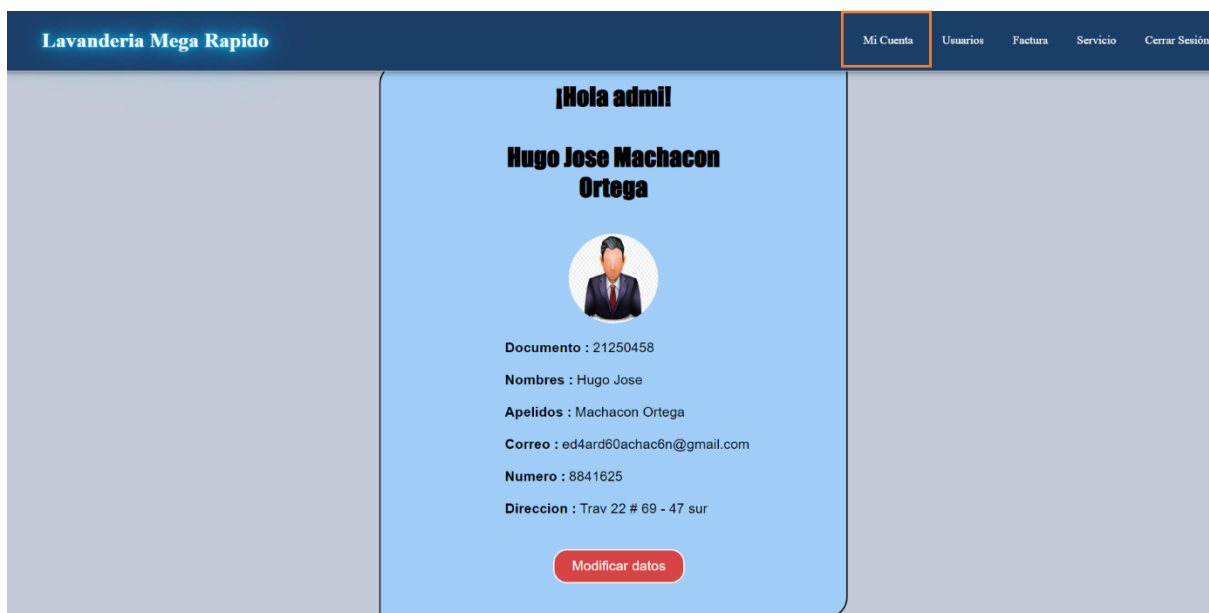 Lavanderia Mega Rapido
Mi Cuenta
Usuarios
Factura
Servicio
Cerrar Sesión
¡Hola admi!
Hugo Jose Machacon
Ortega
Documento : 21250458
Nombres : Hugo Jose
Apelidos : Machacon Ortega
Correo : ed4ard60achac6n@gmail.com
Numero : 8841625
Direccion : Trav 22 # 69 - 47 sur
Modificar datos